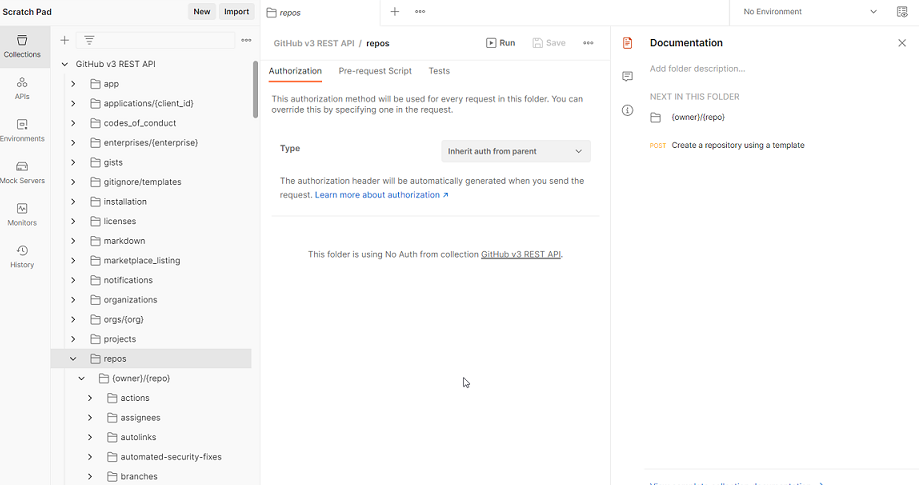 Scratch Pad
New
Import
repos
No Environment
Collections
APIs
Environments
Mock Servers
Monitors
History
GitHub v3 REST API
app
applications/{client_id}
codes_of_conduct
enterprises/{enterprise}
gists
gitignore/templates
installation
licenses
markdown
marketplace_listing
notifications
organizations
orgs/{org}
projects
repos
{owner}/{repo}
actions
assignees
autolinks
automated-security-fixes
branches
GitHub v3 REST API / repos
Run
Save
Authorization
Pre-request Script
Tests
This authorization method will be used for every request in this folder. You can
override this by specifying one in the request.
Type
Inherit auth from parent
The authorization header will be automatically generated when you send the
request. Learn more about authorization ↗
This folder is using No Auth from collection GitHub v3 REST API.
Documentation
Add folder description...
NEXT IN THIS FOLDER
{owner}/{repo}
POST Create a repository using a template